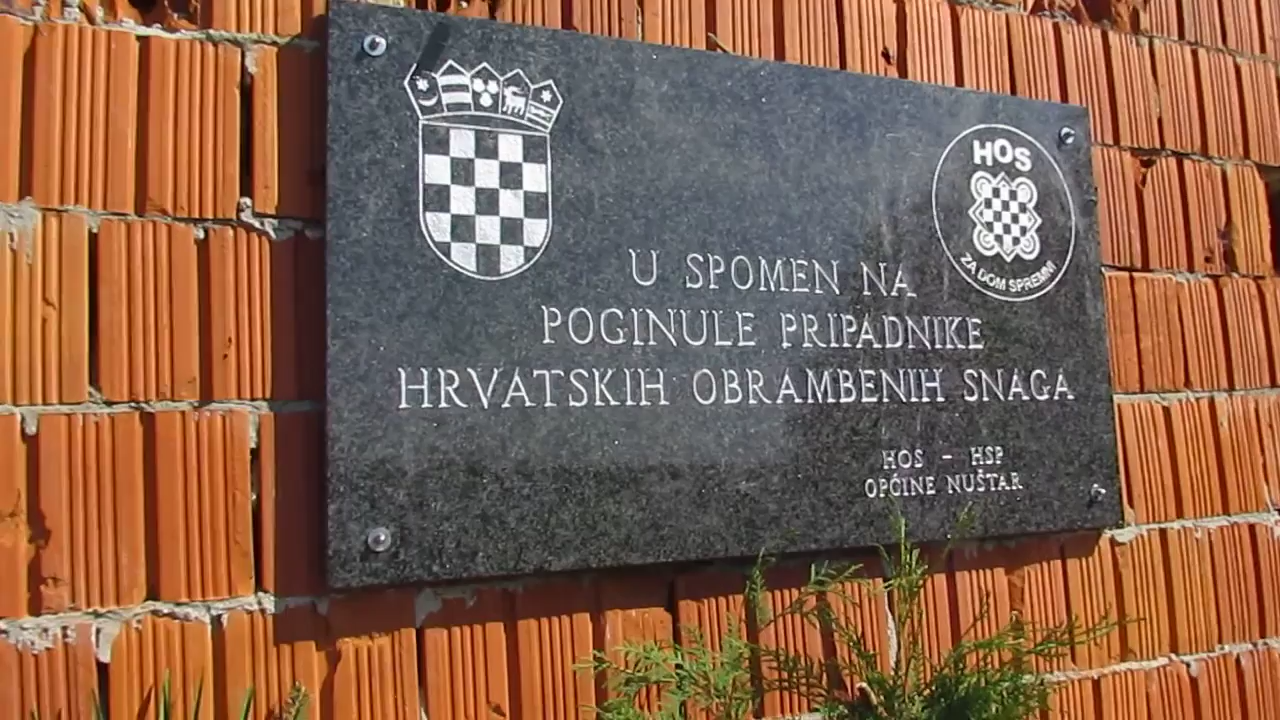 HOS
ZA DOM SPREMNI
U SPOMEN NA
POGINULE PRIPADNIKE
HRVATSKIH OBRAMBENIH SNAGA
HOS - HSP
OPĆINE NUŠTAR